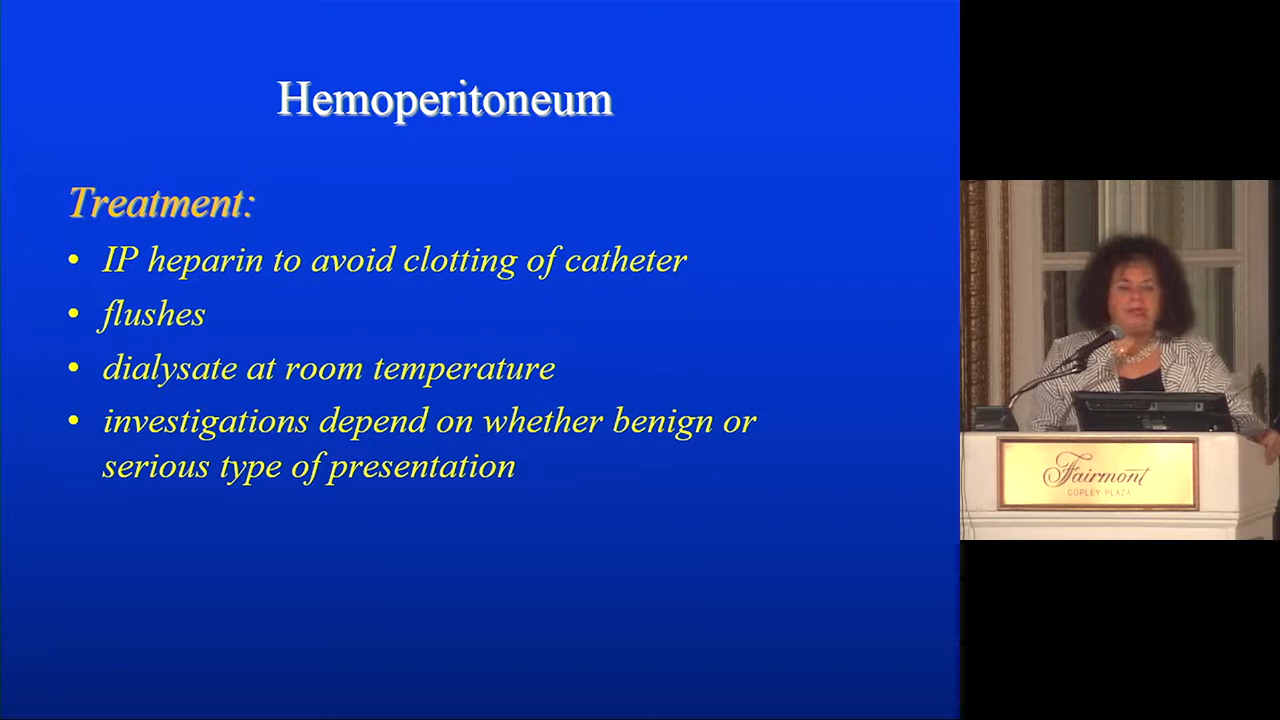 Hemoperitoneum
Treatment:
• IP heparin to avoid clotting of catheter
• flushes
• dialysate at room temperature
• investigations depend on whether benign or
serious type of presentation
Fairmont
COPLEY PLAZA